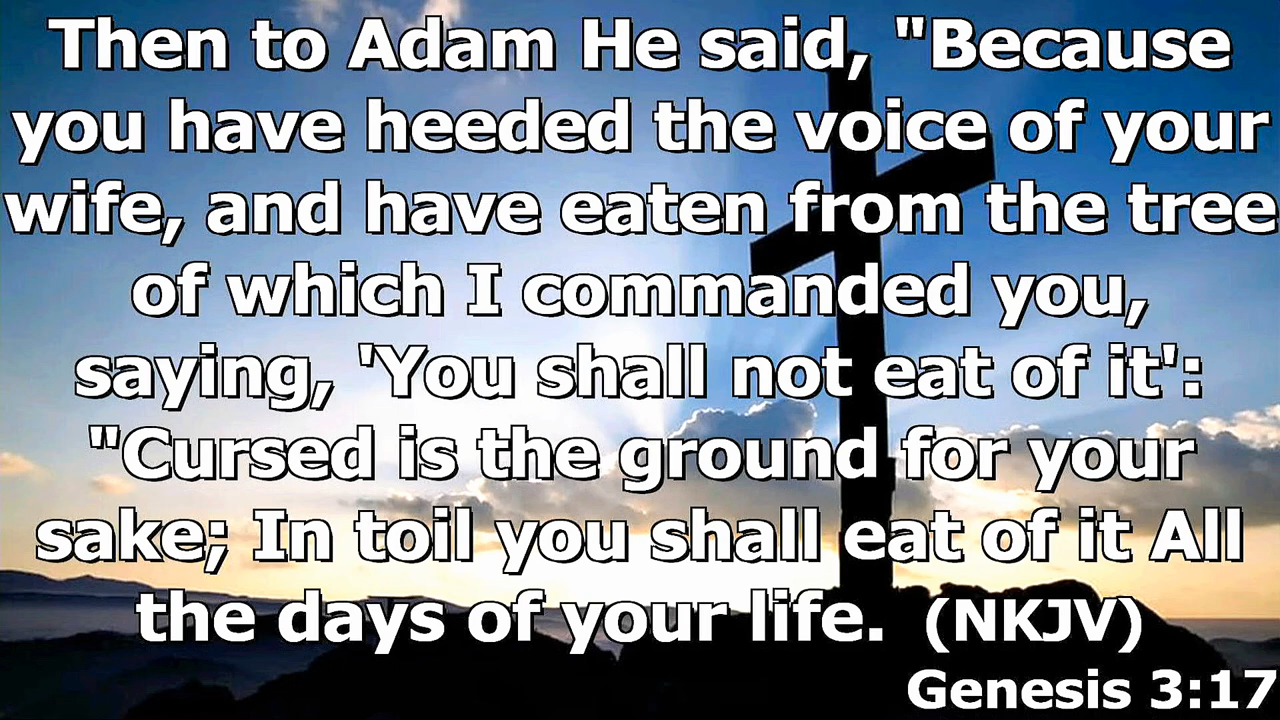 Then to Adam He said, "Because
you have heeded the voice of your
wife, and have eaten from the tree
of which I commanded you,
saying, 'You shall not eat of it':
"Cursed is the ground for your
sake; In toil you shall eat of it All
the days of your life.  (NKJV)
Genesis 3:17